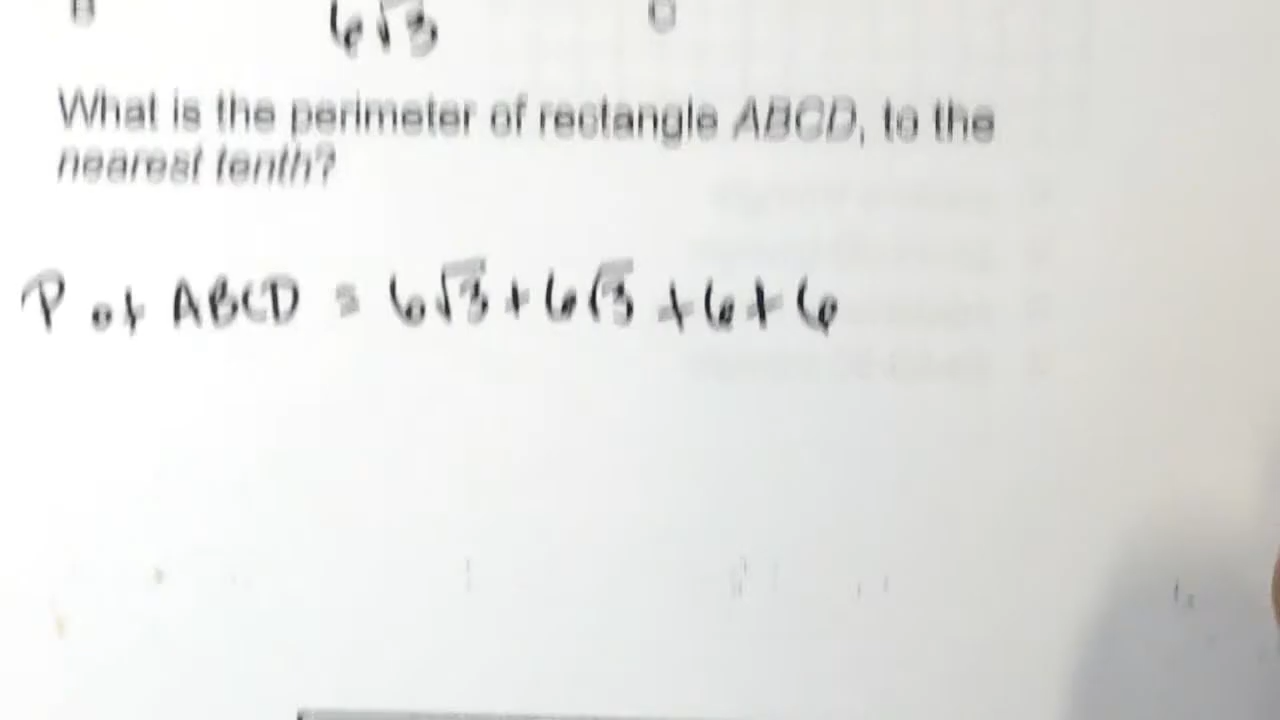 6√3
What is the perimeter of rectangle ABCD, to the
nearest tenth?
P of ABCD = 6√3 + 6√3 + 6 + 6